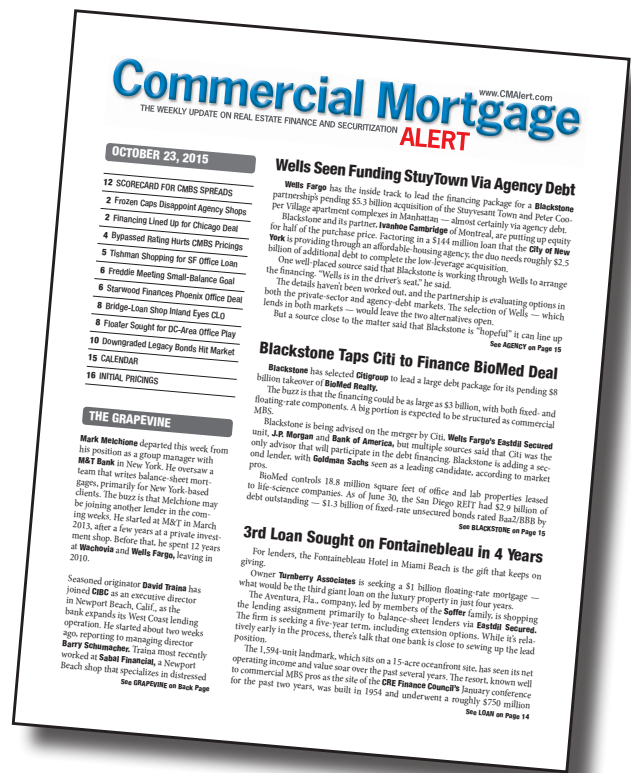 www.CMAlert.com
Commercial Mortgage
THE WEEKLY UPDATE ON REAL ESTATE FINANCE AND SECURITIZATION
ALERT
OCTOBER 23, 2015
12 SCORECARD FOR CMBS SPREADS
2 Frozen Caps Disappoint Agency Shops
2 Financing Lined Up for Chicago Deal
4 Bypassed Rating Hurts CMBS Pricings
5 Tishman Shopping for SF Office Loan
6 Freddie Meeting Small-Balance Goal
6 Starwood Finances Phoenix Office Deal
8 Bridge-Loan Shop Inland Eyes CLO
8 Floater Sought for DC-Area Office Play
10 Downgraded Legacy Bonds Hit Market
15 CALENDAR
16 INITIAL PRICINGS
THE GRAPEVINE
Mark Melchione departed this week from
his position as a group manager with
M&T Bank in New York. He oversaw a
team that writes balance-sheet mort-
gages, primarily for New York-based
clients. The buzz is that Melchione may
be joining another lender in the com-
ing weeks. He started at M&T in March
2013, after a few years at a private invest-
ment shop. Before that, he spent 12 years
at Wachovia and Wells Fargo, leaving in
2010.
Seasoned originator David Traina has
joined CIBC as an executive director
in Newport Beach, Calif., as the
bank expands its West Coast lending
operation. He started about two weeks
ago, reporting to managing director
Barry Schumacher. Traina most recently
worked at Sabal Financial, a Newport
Beach shop that specializes in distressed
See GRAPEVINE on Back Page
Wells Seen Funding StuyTown Via Agency Debt
Wells Fargo has the inside track to lead the financing package for a Blackstone
partnership's pending $5.3 billion acquisition of the Stuyvesant Town and Peter Coo-
per Village apartment complexes in Manhattan — almost certainly via agency debt.
Blackstone and its partner, Ivanhoe Cambridge of Montreal, are putting up equity
for half of the purchase price. Factoring in a $144 million loan that the City of New
York is providing through an affordable-housing agency, the duo needs roughly $2.5
billion of additional debt to complete the low-leverage acquisition.
One well-placed source said that Blackstone is working through Wells to arrange
the financing. "Wells is in the driver's seat," he said.
The details haven't been worked out, and the partnership is evaluating options in
both the private-sector and agency-debt markets. The selection of Wells — which
lends in both markets — would leave the two alternatives open.
But a source close to the matter said that Blackstone is "hopeful" it can line up
See AGENCY on Page 15
Blackstone Taps Citi to Finance BioMed Deal
Blackstone has selected Citigroup to lead a large debt package for its pending $8
billion takeover of BioMed Realty.
The buzz is that the financing could be as large as $3 billion, with both fixed- and
floating-rate components. A big portion is expected to be structured as commercial
MBS.
Blackstone is being advised on the merger by Citi, Wells Fargo's Eastdil Secured
unit, J.P. Morgan and Bank of America, but multiple sources said that Citi was the
only advisor that will participate in the debt financing. Blackstone is adding a sec-
ond lender, with Goldman Sachs seen as a leading candidate, according to market
pros.
BioMed controls 18.8 million square feet of office and lab properties leased
to life-science companies. As of June 30, the San Diego REIT had $2.9 billion of
debt outstanding — $1.3 billion of fixed-rate unsecured bonds rated Baa2/BBB by
See BLACKSTONE on Page 15
3rd Loan Sought on Fontainebleau in 4 Years
For lenders, the Fontainebleau Hotel in Miami Beach is the gift that keeps on
giving.
Owner Turnberry Associates is seeking a $1 billion floating-rate mortgage —
what would be the third giant loan on the luxury property in just four years.
The Aventura, Fla., company, led by members of the Soffer family, is shopping
the lending assignment primarily to balance-sheet lenders via Eastdil Secured.
The firm is seeking a five-year term, including extension options. While it's rela-
tively early in the process, there's talk that one bank is close to sewing up the lead
position.
The 1,594-unit landmark, which sits on a 15-acre oceanfront site, has seen its net
operating income and value soar over the past several years. The resort, known well
to commercial MBS pros as the site of the CRE Finance Council's January conference
for the past two years, was built in 1954 and underwent a roughly $750 million
See LOAN on Page 14